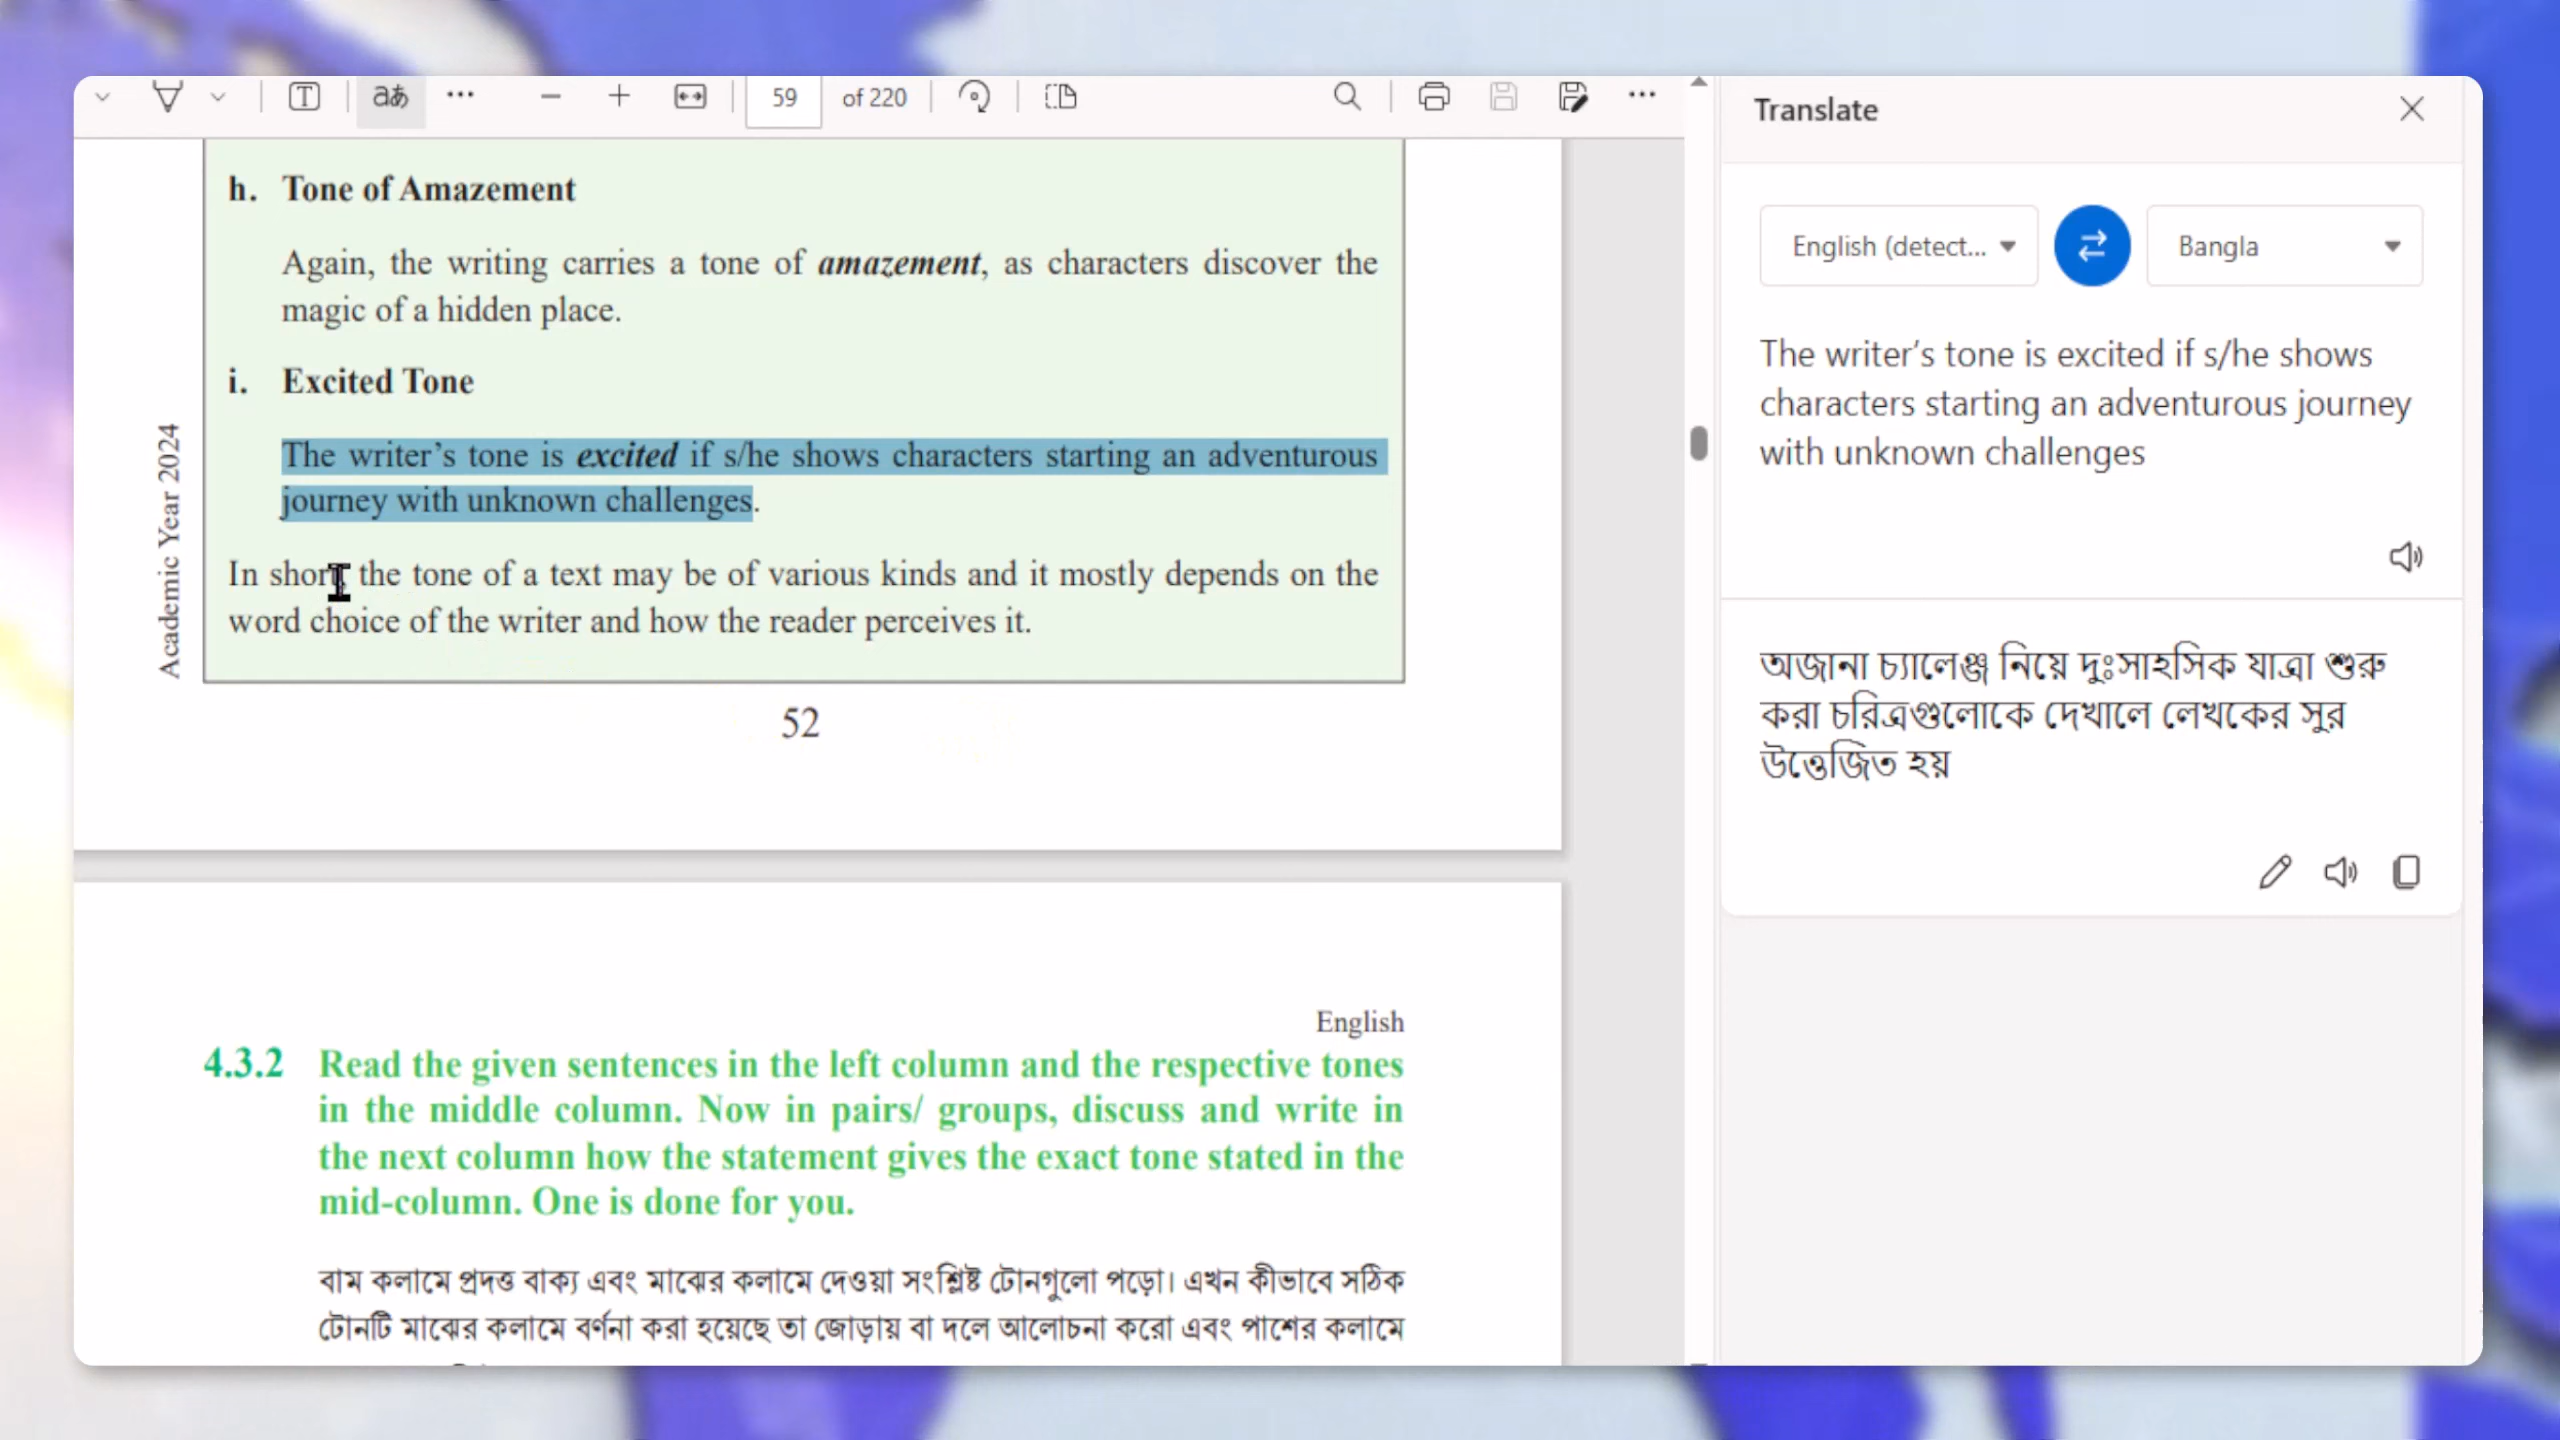 59 of 220
h. Tone of Amazement
Again, the writing carries a tone of amazement, as characters discover the
magic of a hidden place.
i. Excited Tone
The writer’s tone is excited if s/he shows characters starting an adventurous
journey with unknown challenges.
In short, the tone of a text may be of various kinds and it mostly depends on the
word choice of the writer and how the reader perceives it.
Academic Year 2024
52
English
4.3.2 Read the given sentences in the left column and the respective tones
in the middle column. Now in pairs/ groups, discuss and write in
the next column how the statement gives the exact tone stated in the
mid-column. One is done for you.
বাম কলামে প্রদত্ত বাক্য এবং মাঝের কলামে দেওয়া সংশ্লিষ্ট টোনগুলো পড়ো। এখন কীভাবে সঠিক
টোনটি মাঝের কলামে বর্ণনা করা হয়েছে তা জোড়ায় বা দলে আলোচনা করো এবং পাশের কলামে
Translate
English (detect...
Bangla
The writer’s tone is excited if s/he shows
characters starting an adventurous journey
with unknown challenges
অজানা চ্যালেঞ্জ নিয়ে দুঃসাহসিক যাত্রা শুরু
করা চরিত্রগুলোকে দেখালে লেখকের সুর
উত্তেজিত হয়